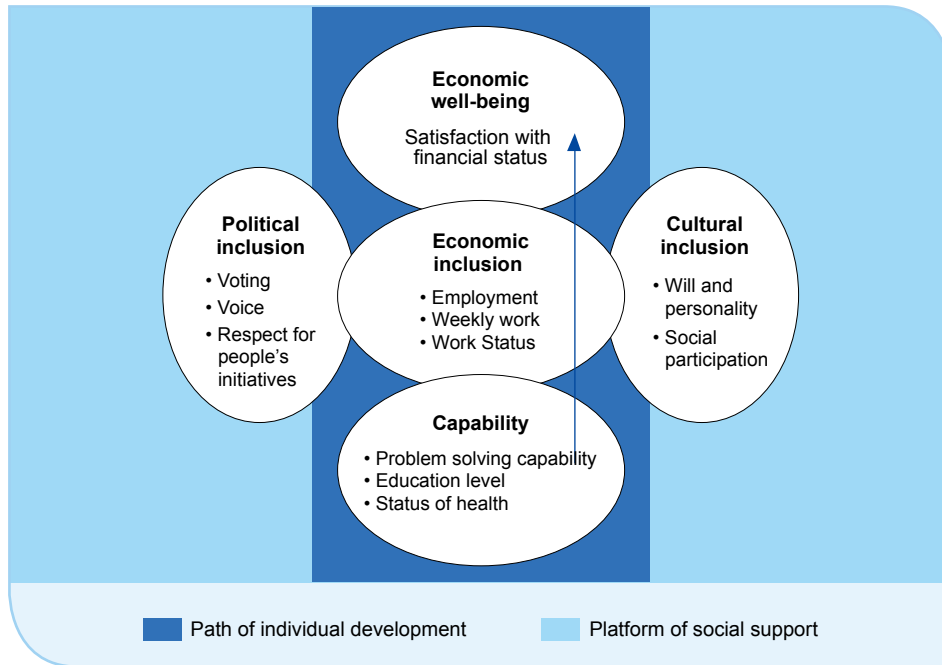 Economic
well-being
Satisfaction with
financial status
Political
inclusion
• Voting
• Voice
• Respect for
people's
initiatives
Economic
inclusion
• Employment
• Weekly work
• Work Status
Cultural
inclusion
• Will and
personality
• Social
participation
Capability
• Problem solving capability
• Education level
• Status of health
Path of individual development
Platform of social support